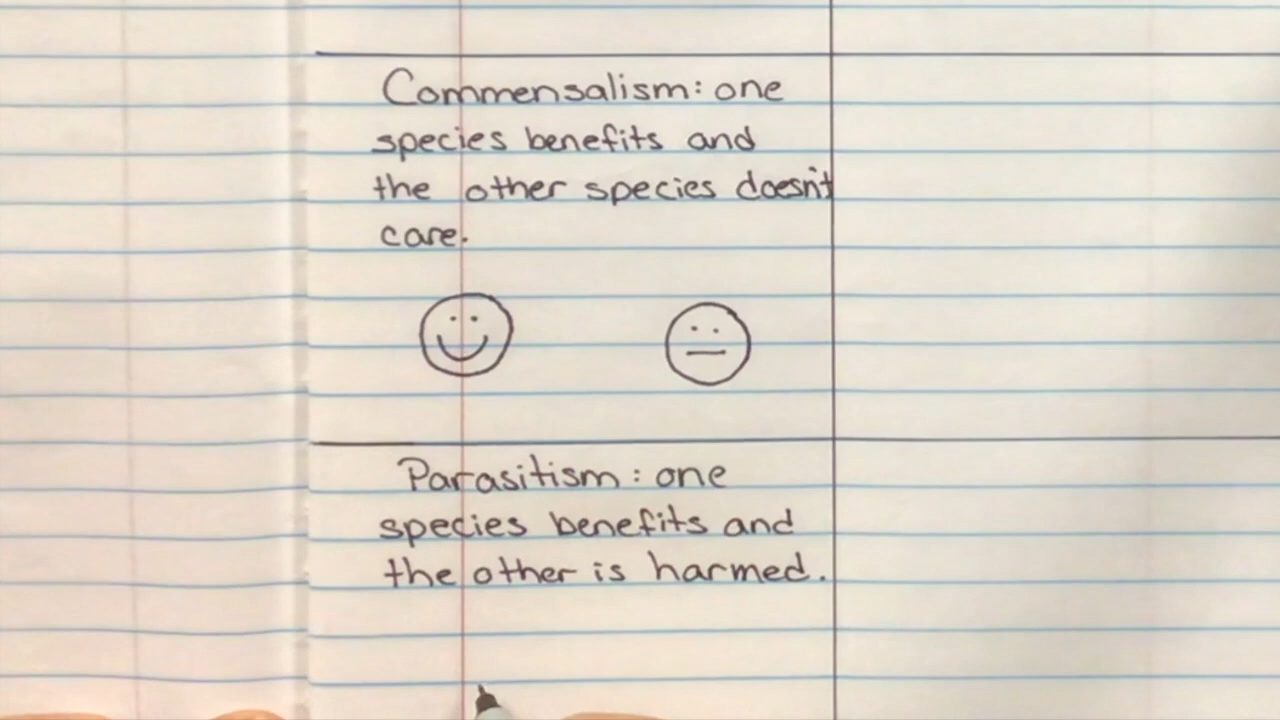 Commensalism: one
species benefits and
the other species doesn't
care.
Parasitism: one
species benefits and
the other is harmed.